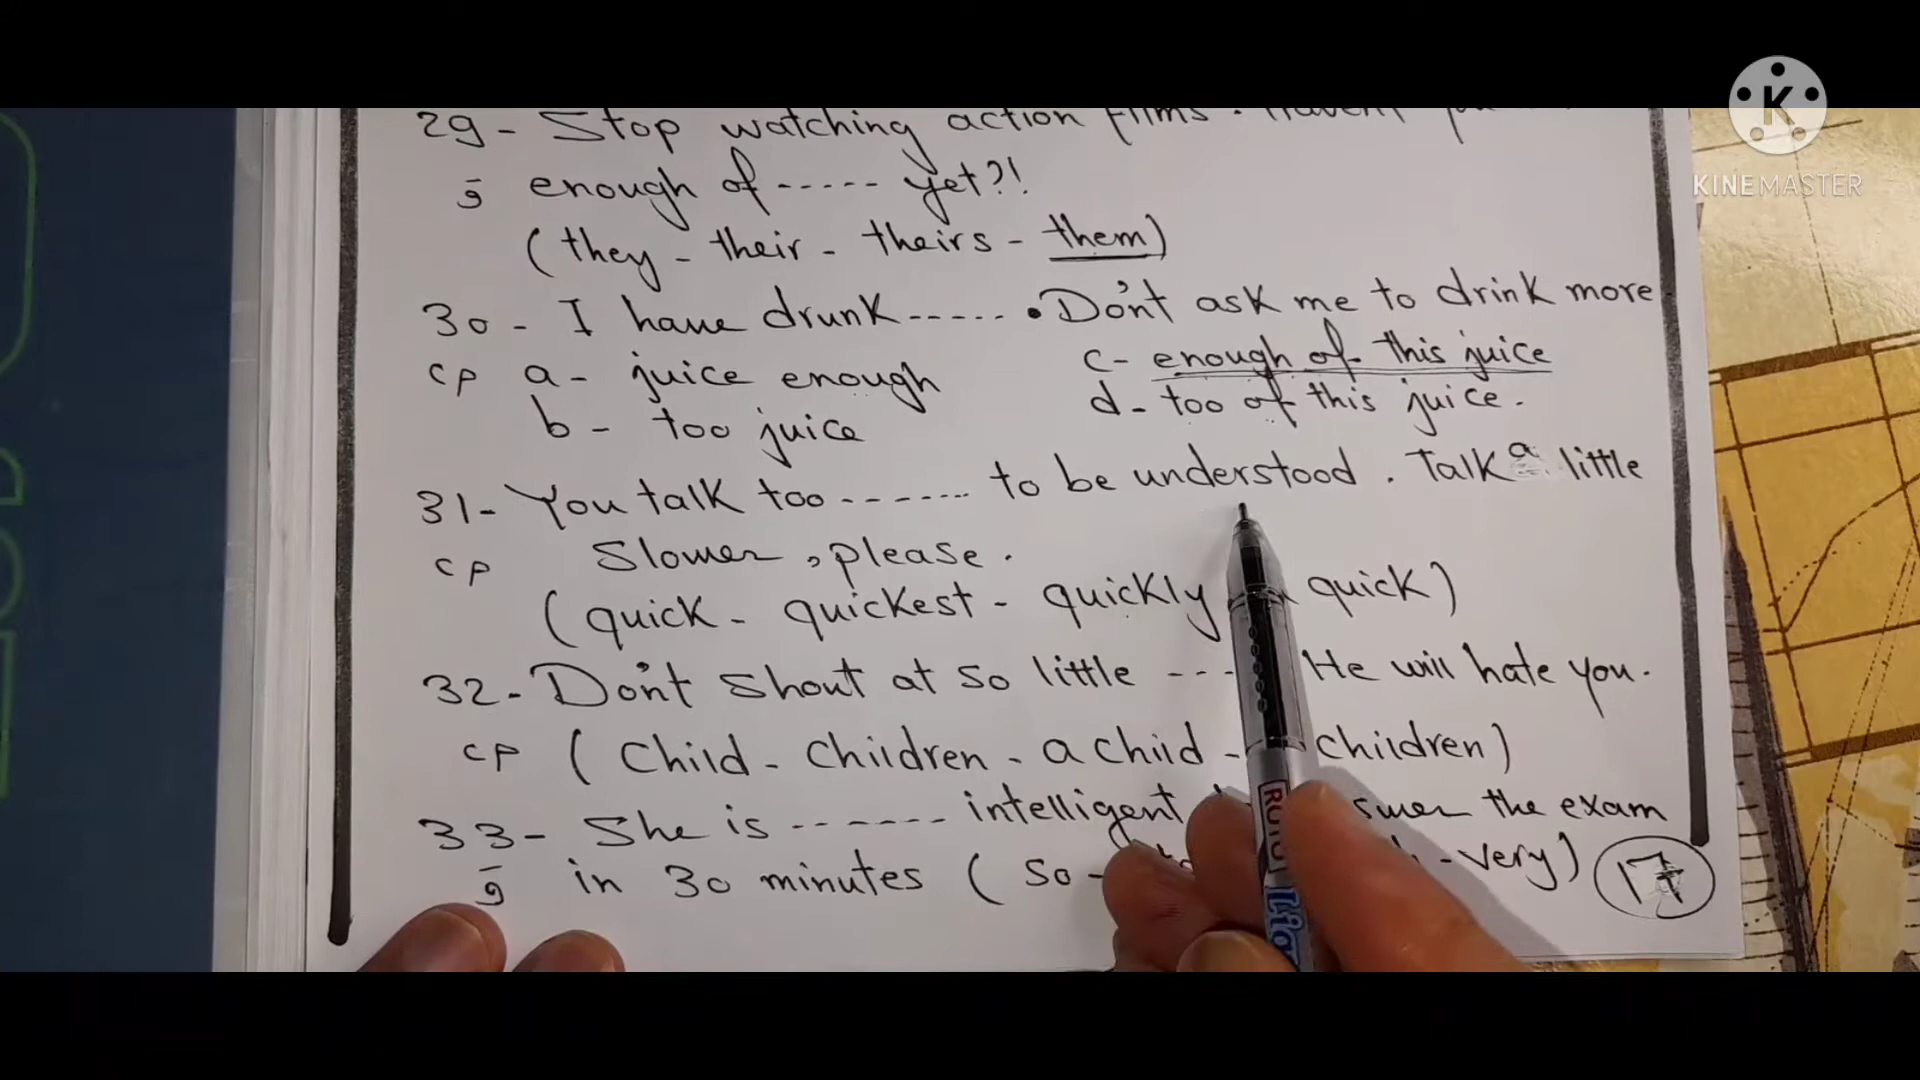 29 - Stop watching action films.
g enough of ----- yet?!
(they - their - theirs - them)
30 - I have drunk ------ . Don't ask me to drink more
cp a - juice enough
c - enough of this juice
b - too juice
d - too of this juice.
31 - You talk too ------- to be understood. Talk a little
cp slower, please.
(quick - quickest - quickly quick)
32 - Don't shout at so little --- He will hate you.
cp (child - children - a child - children)
33 - She is ------- intelligent the exam
g in 30 minutes (so - - very)
17
KINEMASTER